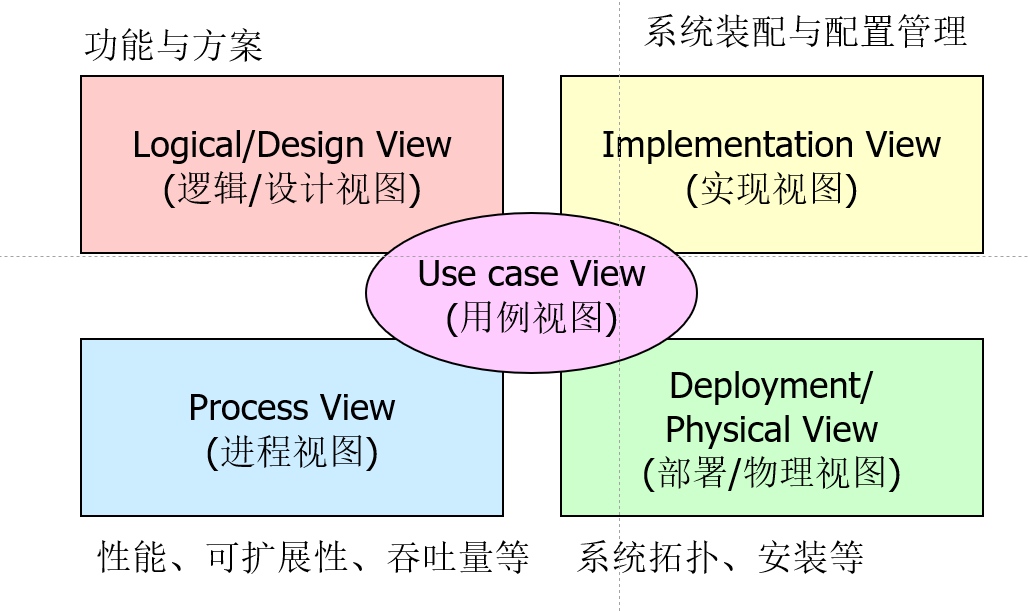 功能与方案
系统装配与配置管理
Logical/Design View
(逻辑/设计视图)
Implementation View
(实现视图)
Use case View
(用例视图)
Process View
(进程视图)
Deployment/
Physical View
(部署/物理视图)
性能、可扩展性、吞吐量等
系统拓扑、安装等